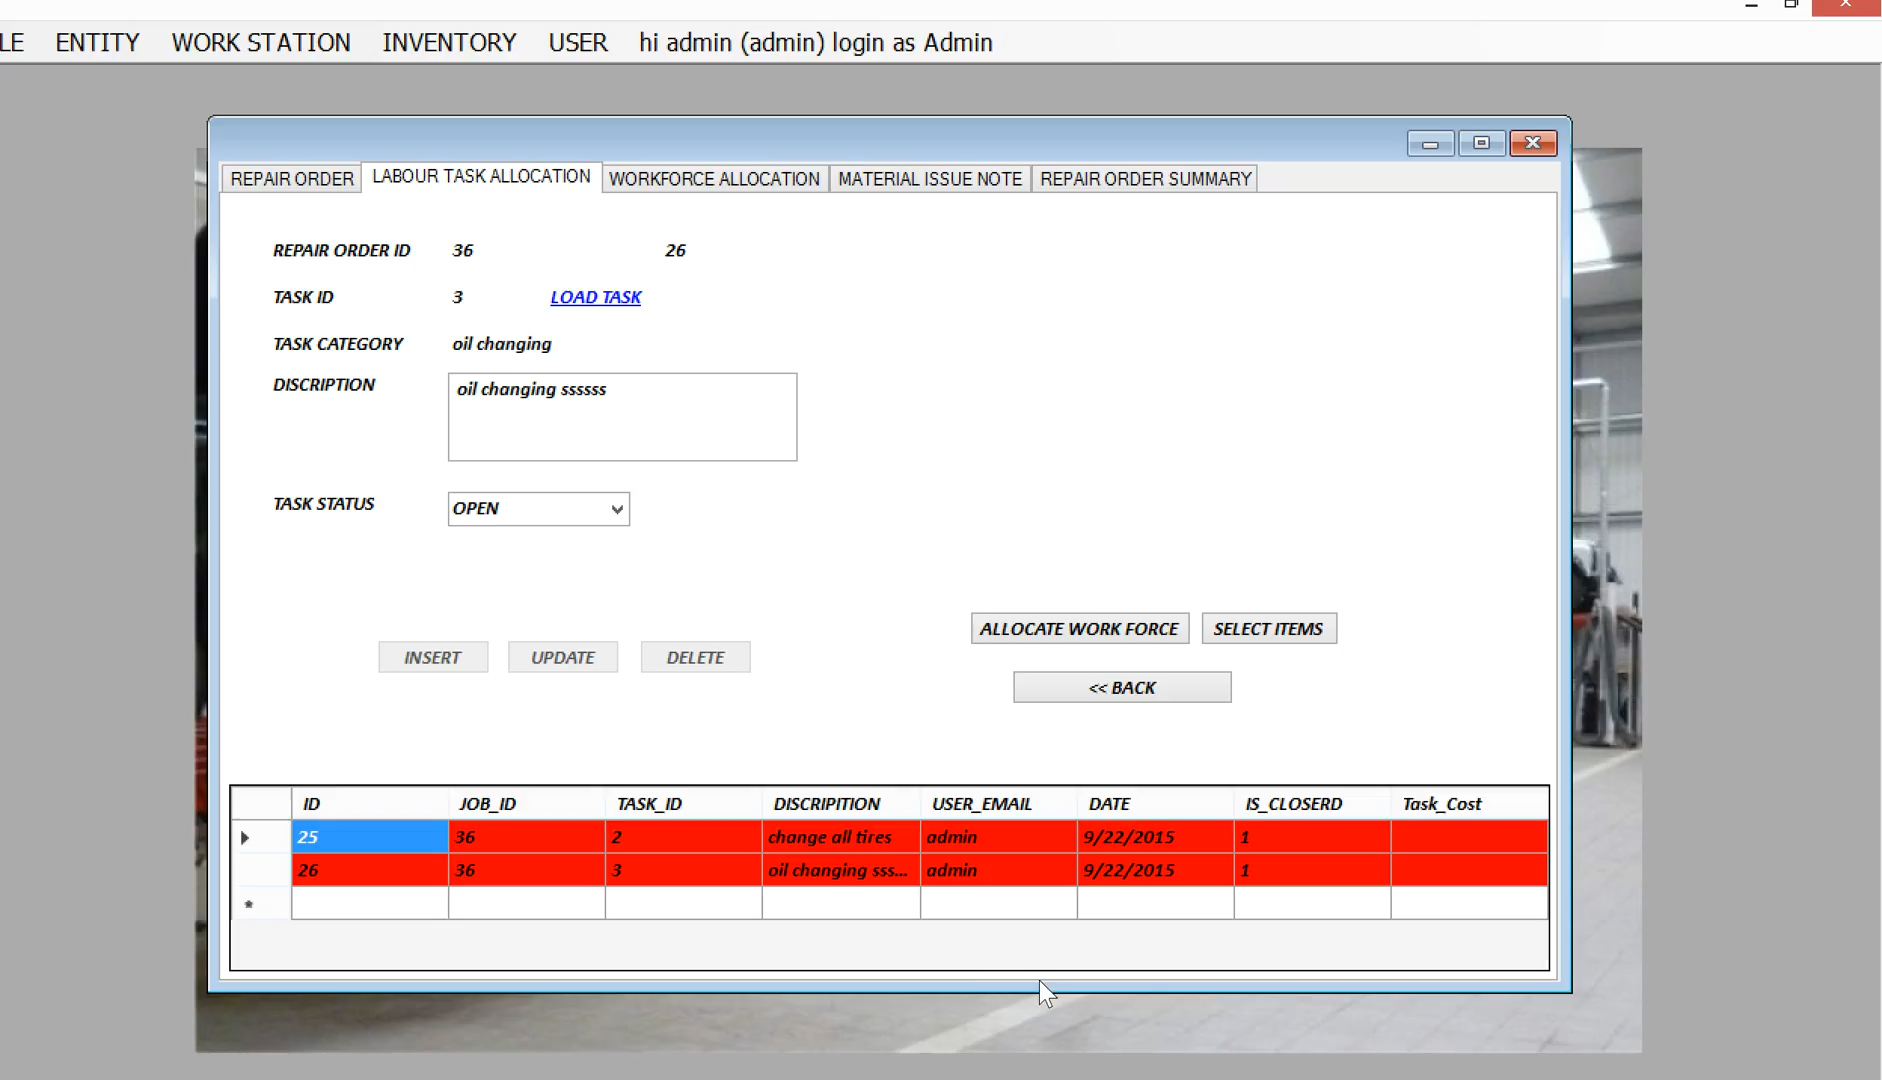 LE ENTITY WORK STATION INVENTORY USER hi admin (admin) login as Admin
REPAIR ORDER LABOUR TASK ALLOCATION WORKFORCE ALLOCATION MATERIAL ISSUE NOTE REPAIR ORDER SUMMARY
REPAIR ORDER ID 36 26
TASK ID 3 LOAD TASK
TASK CATEGORY oil changing
DISCRIPTION oil changing ssssss
TASK STATUS OPEN
ALLOCATE WORK FORCE SELECT ITEMS
INSERT UPDATE DELETE
<< BACK
ID JOB_ID TASK_ID DISCRIPITION USER_EMAIL DATE IS_CLOSERD Task_Cost
25 36 2 change all tires admin 9/22/2015 1
26 36 3 oil changing sss... admin 9/22/2015 1